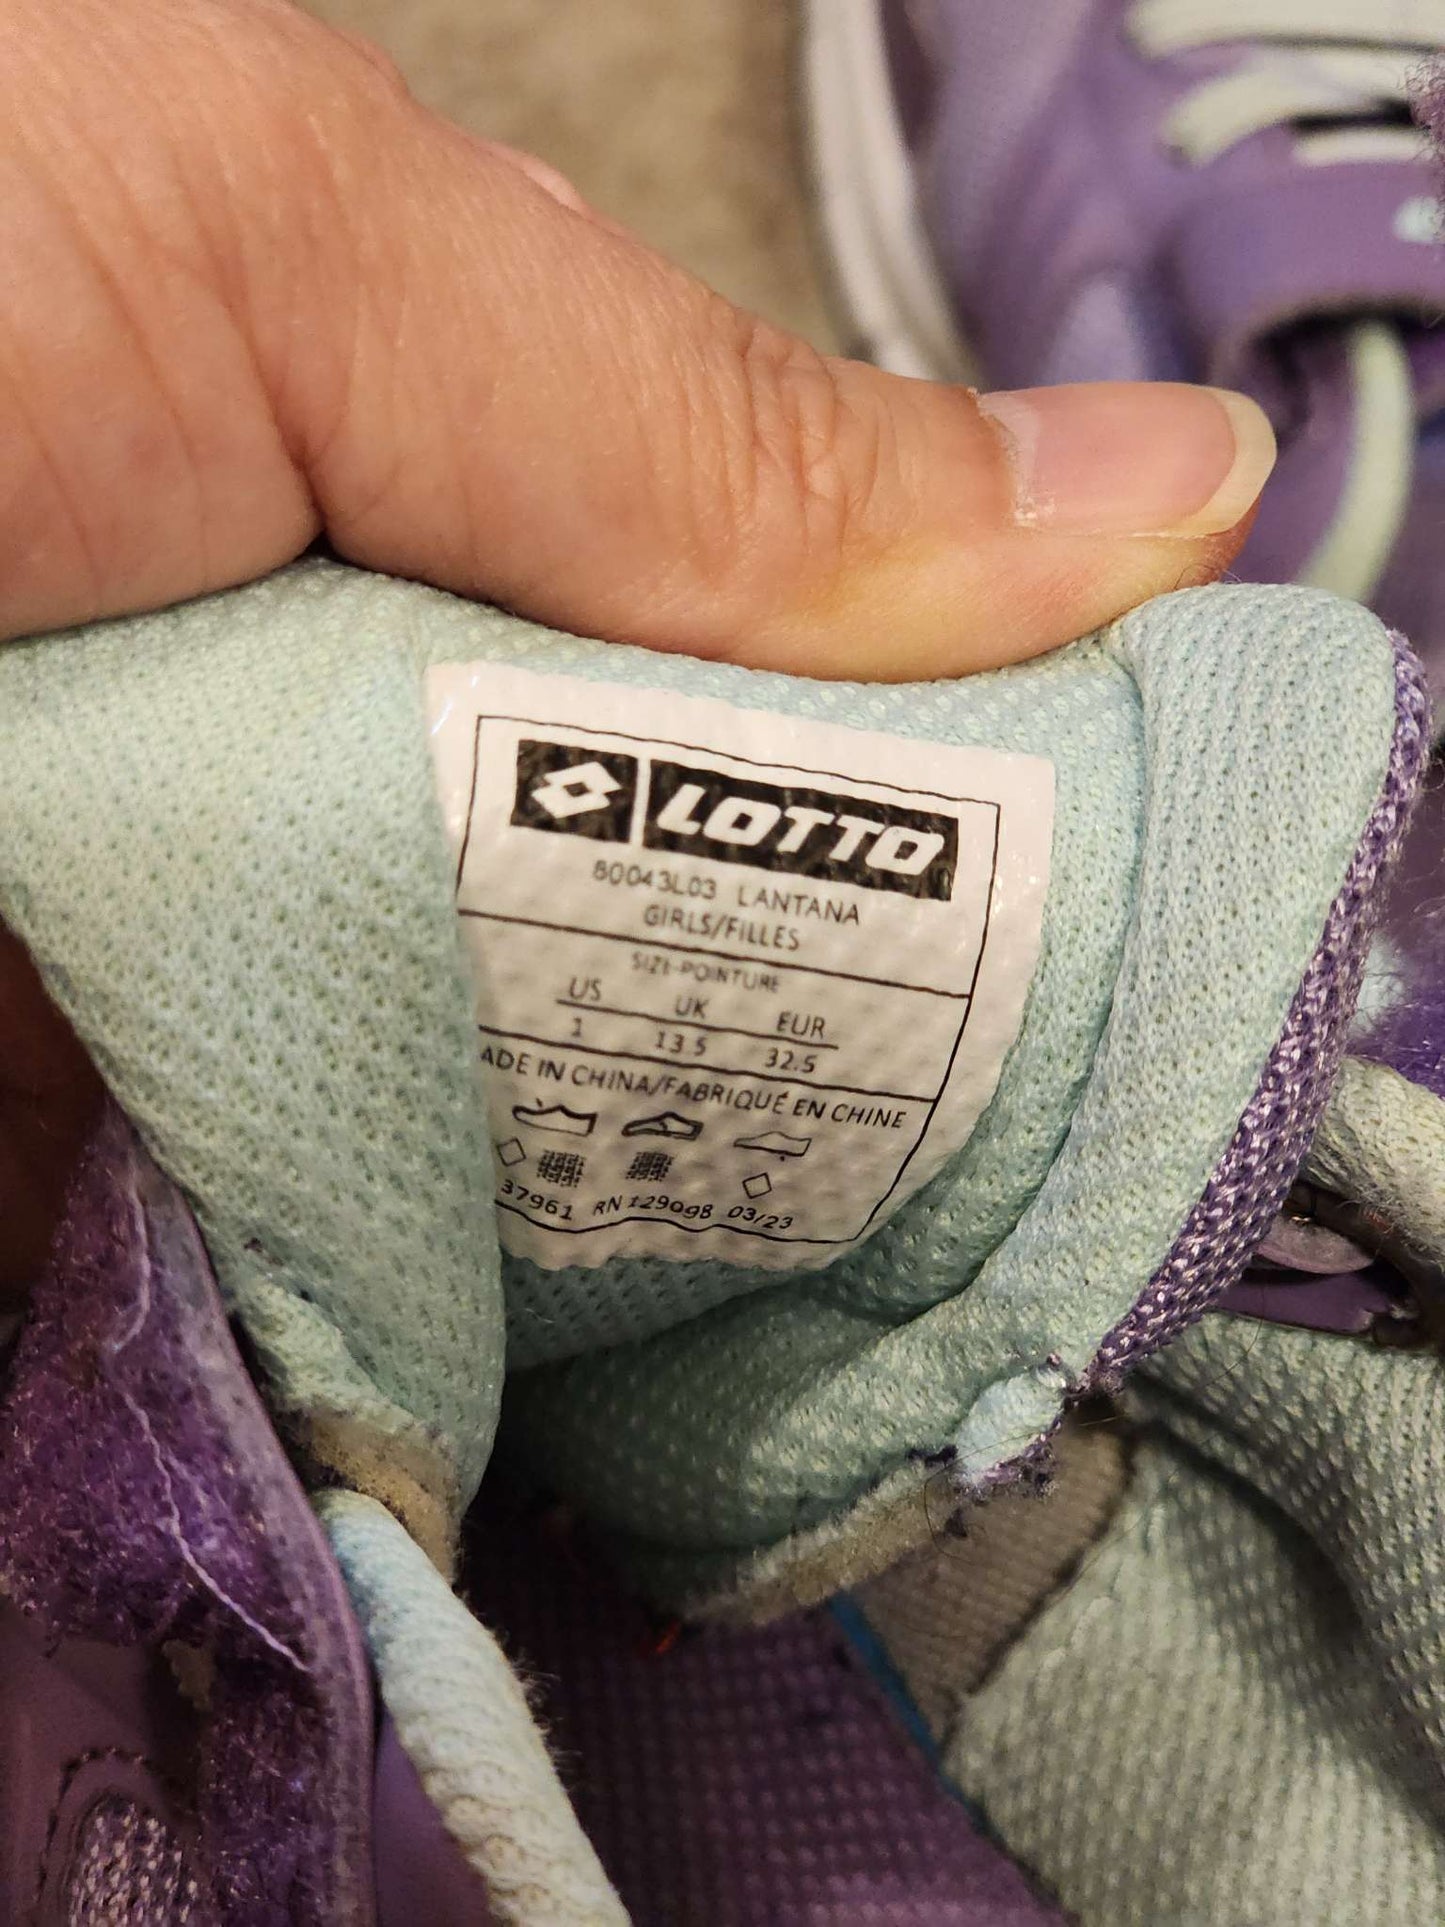 LOTTO
80043L03 LANTANA
GIRLS/FILLES
SIZE-POINTURE
US UK EUR
1 13.5 32.5
ADE IN CHINA/FABRIQUÉ EN CHINE
37961 RN 129098 03/23